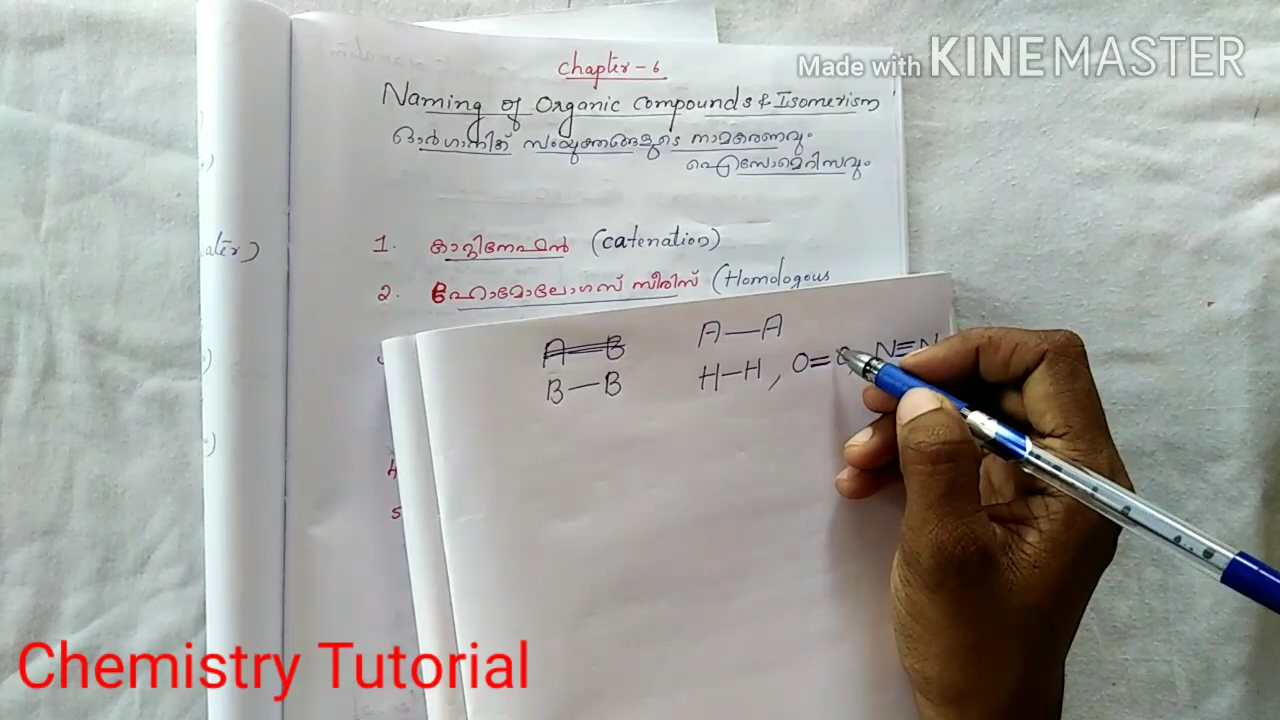 Made with KINEMASTER
Chapter - 6
Naming of Organic Compounds & Isomerism
ഓർഗാനിക് സംയുക്തങ്ങളുടെ നാമകരണവും
ഐസോമെറിസവും
1. കാറ്റിനേഷൻ (catenation)
2. ഹോമോലോഗസ് സീരിസ് (Homologous
A—A
B—B
H—H, O=O N≡N
Chemistry Tutorial